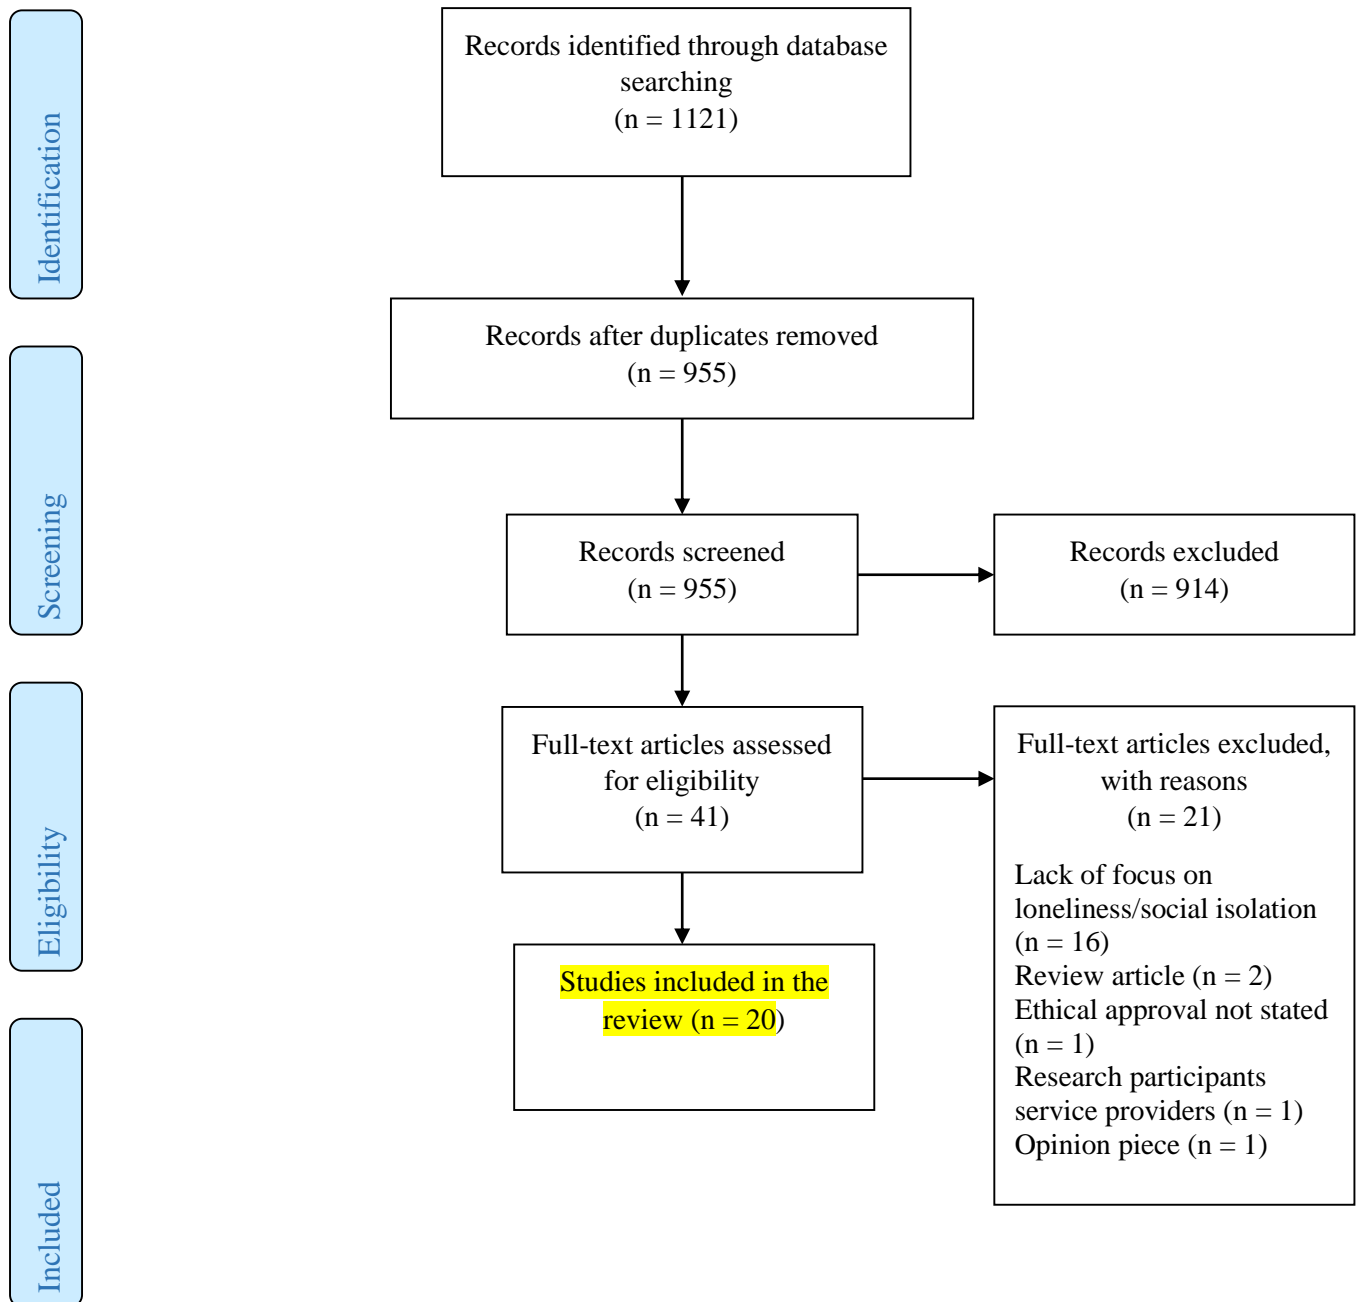 Identification
Records identified through database
searching
(n = 1121)
Records after duplicates removed
(n = 955)
Screening
Records screened
(n = 955)
Records excluded
(n = 914)
Eligibility
Full-text articles assessed
for eligibility
(n = 41)
Full-text articles excluded,
with reasons
(n = 21)
Lack of focus on
loneliness/social isolation
(n = 16)
Review article (n = 2)
Ethical approval not stated
(n = 1)
Research participants
service providers (n = 1)
Opinion piece (n = 1)
Included
Studies included in the
review (n = 20)